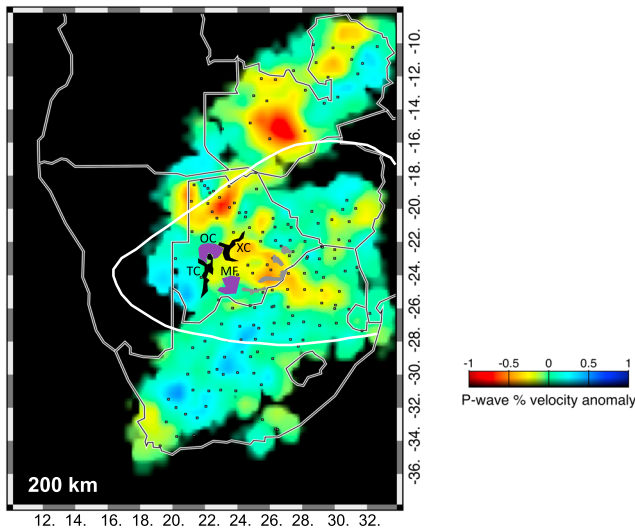 -10.
-12.
-14.
-16.
-18.
-20.
-22.
-24.
-26.
-28.
-30.
-32.
-34.
-36.
OC
XC
TC
MF
200 km
12. 14. 16. 18. 20. 22. 24. 26. 28. 30. 32.
-1 -0.5 0 0.5 1
P-wave % velocity anomaly